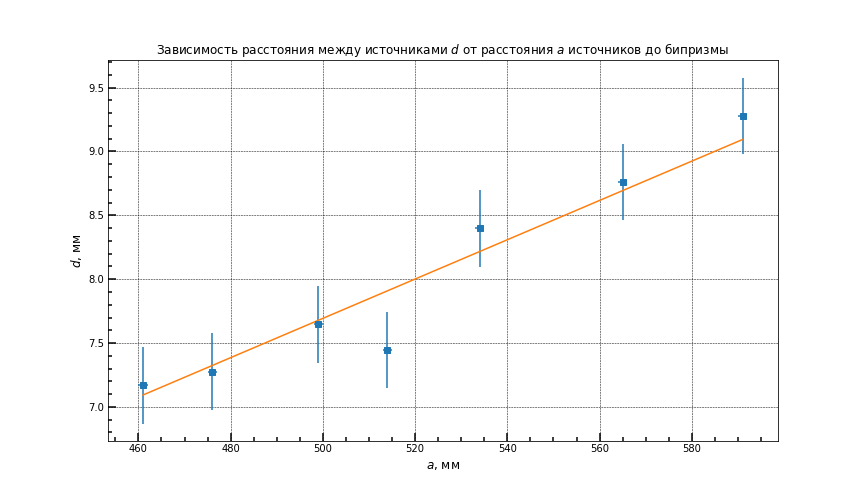 Зависимость расстояния между источниками d от расстояния a источников до бипризмы
9.5
9.0
8.5
8.0
7.5
7.0
d, мм
460 480 500 520 540 560 580
a, мм